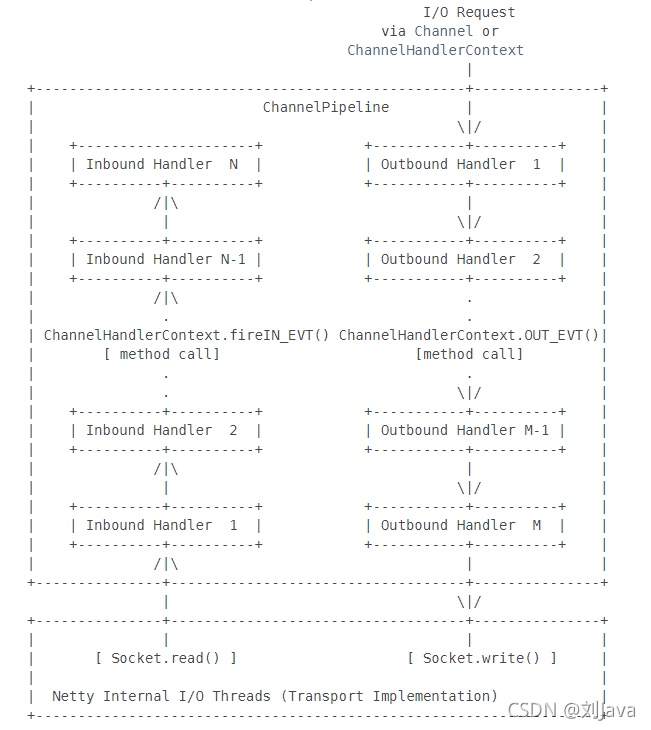 I/O Request
via Channel or
ChannelHandlerContext
ChannelPipeline
Inbound Handler N
Outbound Handler 1
Inbound Handler N-1
Outbound Handler 2
ChannelHandlerContext.fireIN_EVT() ChannelHandlerContext.OUT_EVT()
[ method call] [method call]
Inbound Handler 2
Outbound Handler M-1
Inbound Handler 1
Outbound Handler M
[ Socket.read() ] [ Socket.write() ]
Netty Internal I/O Threads (Transport Implementation)
CSDN @刘Java